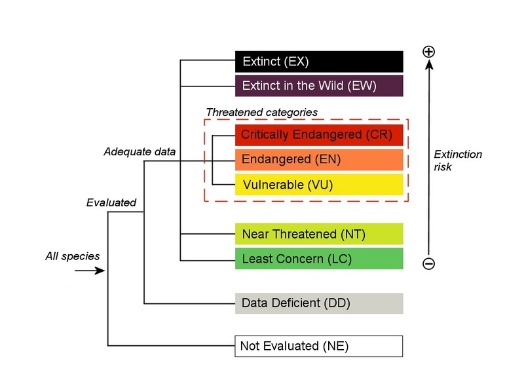 Extinct (EX)
Extinct in the Wild (EW)
Threatened categories
Critically Endangered (CR)
Adequate data
Endangered (EN)
Extinction
risk
Vulnerable (VU)
Evaluated
Near Threatened (NT)
All species
Least Concern (LC)
Data Deficient (DD)
Not Evaluated (NE)